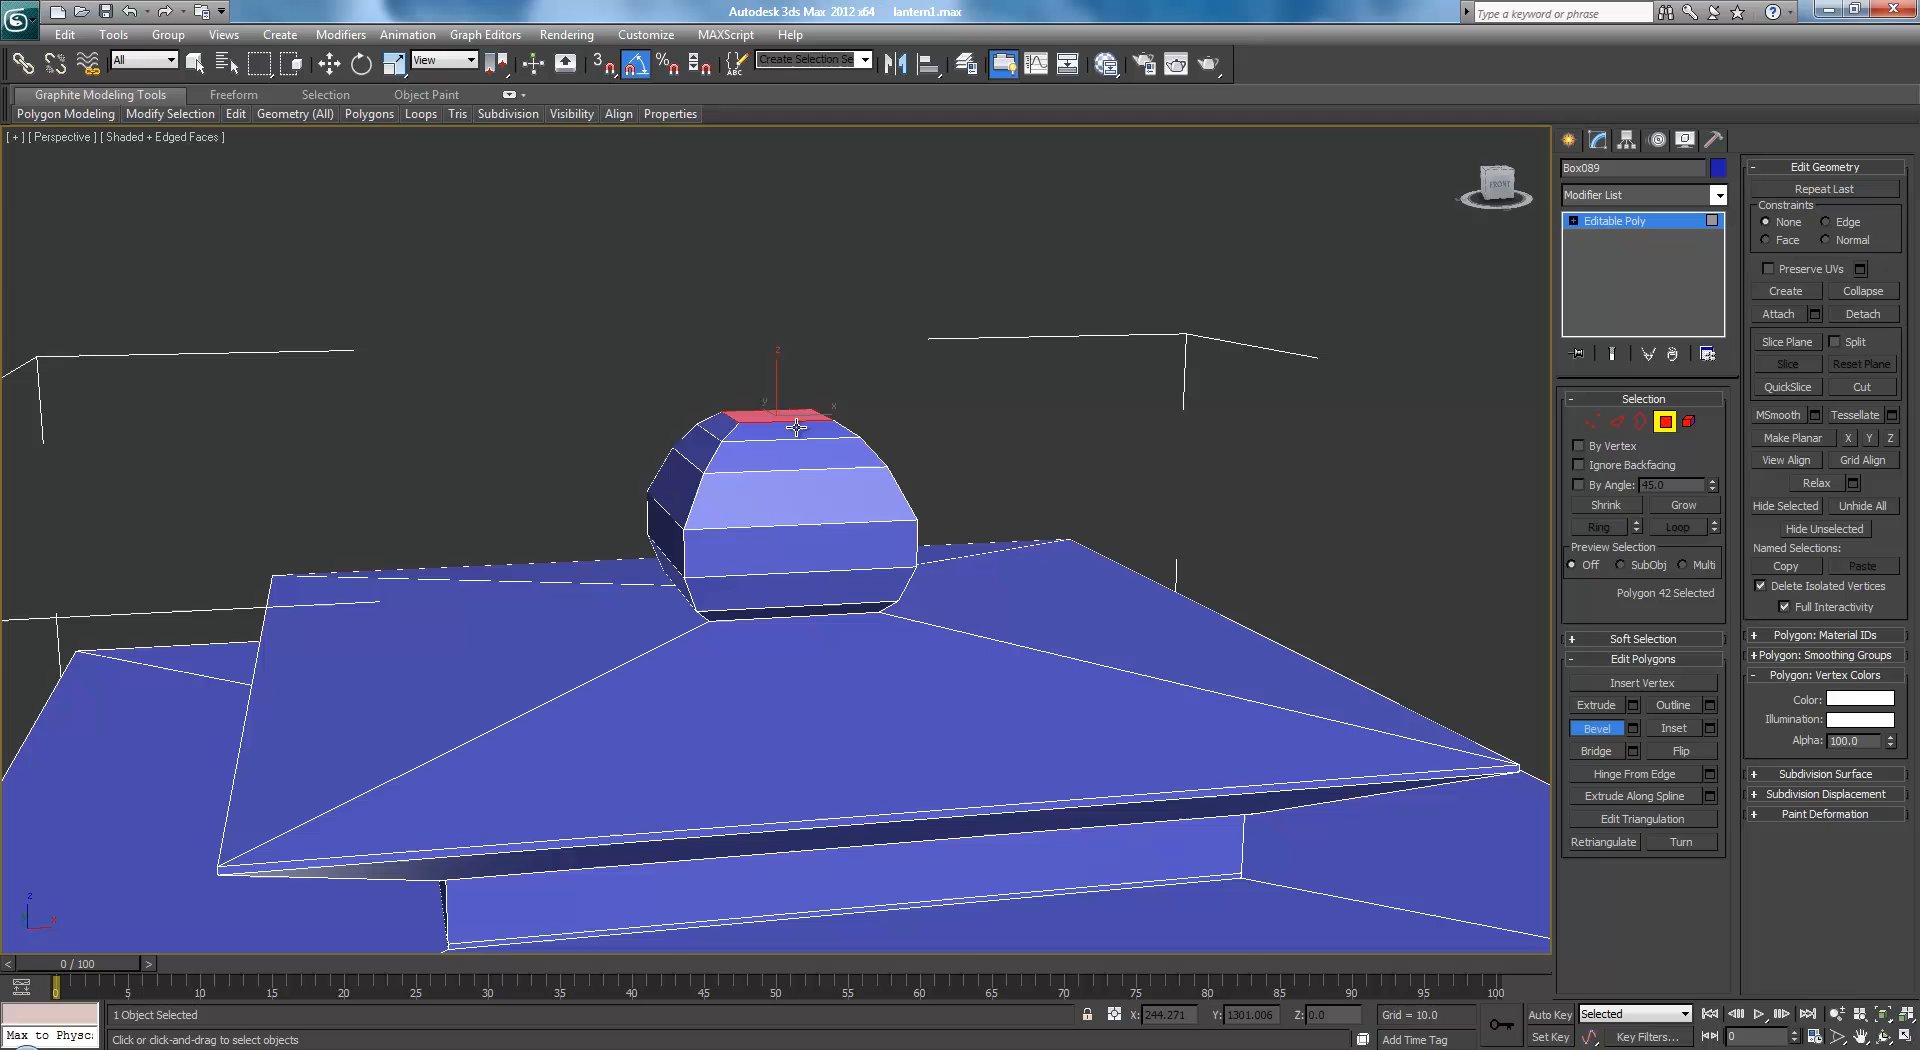 Autodesk 3ds Max 2012 x64 lantern1.max
Type a keyword or phrase
Edit Tools Group Views Create Modifiers Animation Graph Editors Rendering Customize MAXScript Help
All View 3 Create Selection Se
Graphite Modeling Tools Freeform Selection Object Paint
Polygon Modeling Modify Selection Edit Geometry (All) Polygons Loops Tris Subdivision Visibility Align Properties
[ + ] [ Perspective ] [ Shaded + Edged Faces ]
FRONT
z
y
x
z
x
Box089
Modifier List
Editable Poly
- Selection
By Vertex
Ignore Backfacing
By Angle: 45.0
Shrink Grow
Ring Loop
Preview Selection
Off SubObj Multi
Polygon 42 Selected
+ Soft Selection
- Edit Polygons
Insert Vertex
Extrude Outline
Bevel Inset
Bridge Flip
Hinge From Edge
Extrude Along Spline
Edit Triangulation
Retriangulate Turn
- Edit Geometry
Repeat Last
Constraints
None Edge
Face Normal
Preserve UVs
Create Collapse
Attach Detach
Slice Plane Split
Slice Reset Plane
QuickSlice Cut
MSmooth Tessellate
Make Planar X Y Z
View Align Grid Align
Relax
Hide Selected Unhide All
Hide Unselected
Named Selections:
Copy Paste
Delete Isolated Vertices
Full Interactivity
+ Polygon: Material IDs
+ Polygon: Smoothing Groups
- Polygon: Vertex Colors
Color:
Illumination:
Alpha: 100.0
+ Subdivision Surface
+ Subdivision Displacement
+ Paint Deformation
< 0 / 100 >
0 5 10 15 20 25 30 35 40 45 50 55 60 65 70 75 80 85 90 95 100
1 Object Selected X: 244.271 Y: 1301.006 Z: 0.0 Grid = 10.0 Auto Key Selected
Max to Physc: Click or click-and-drag to select objects Add Time Tag Set Key Key Filters... 0